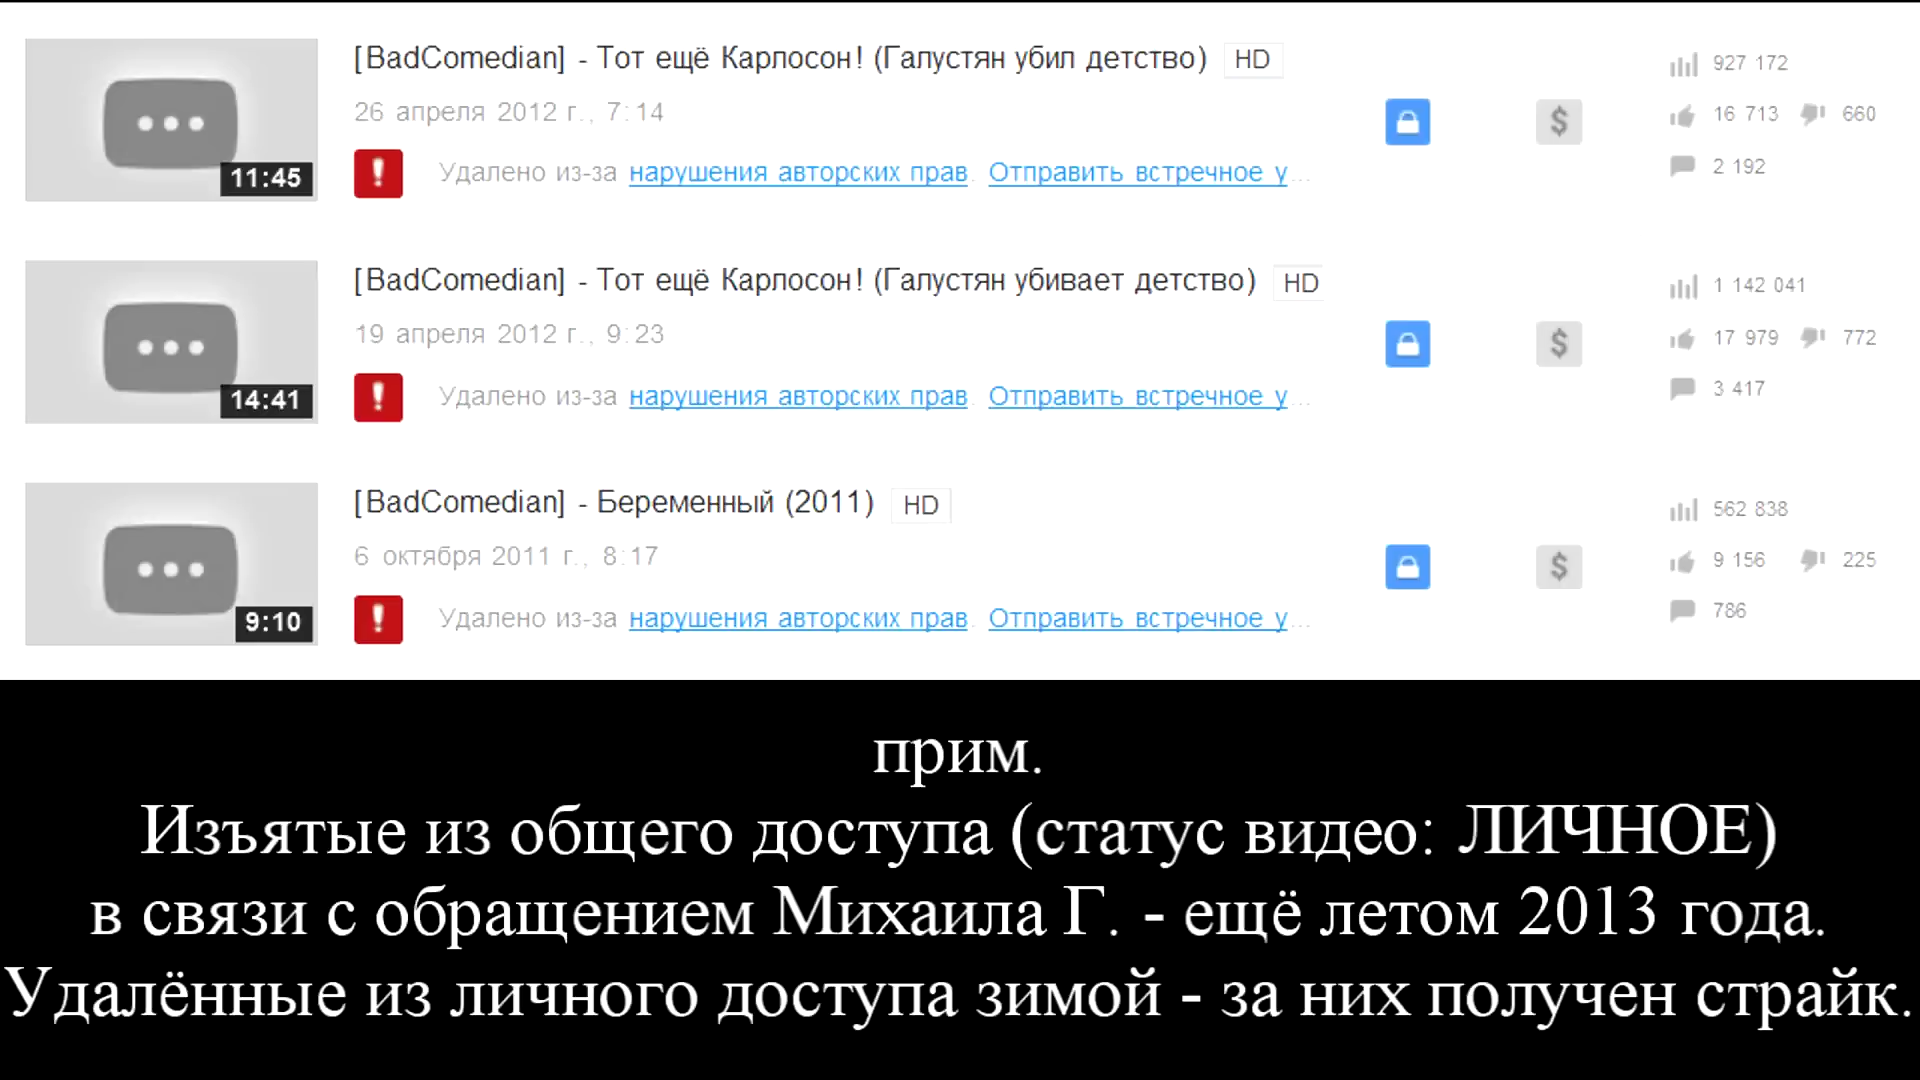 [BadComedian] - Тот ещё Карлосон! (Галустян убил детство) HD
26 апреля 2012 г., 7:14
11:45
! Удалено из-за нарушения авторских прав. Отправить встречное у...
$
927 172
16 713 660
2 192
[BadComedian] - Тот ещё Карлосон! (Галустян убивает детство) HD
19 апреля 2012 г., 9:23
14:41
! Удалено из-за нарушения авторских прав. Отправить встречное у...
$
1 142 041
17 979 772
3 417
[BadComedian] - Беременный (2011) HD
6 октября 2011 г., 8:17
9:10
! Удалено из-за нарушения авторских прав. Отправить встречное у...
$
562 838
9 156 225
786
прим.
Изъятые из общего доступа (статус видео: ЛИЧНОЕ)
в связи с обращением Михаила Г. - ещё летом 2013 года.
Удалённые из личного доступа зимой - за них получен страйк.